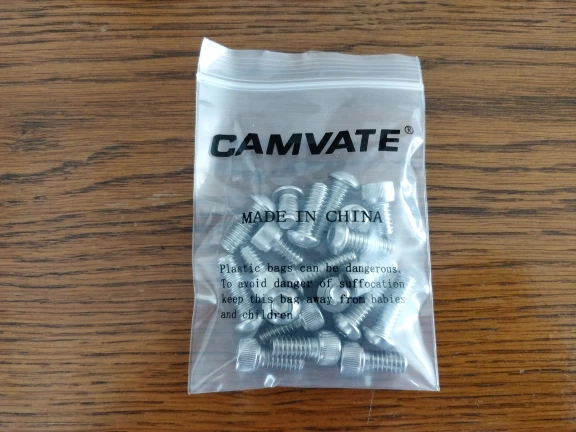 CAMVATE®
MADE IN CHINA
Plastic bags can be dangerous.
To avoid danger of suffocation
keep this bag away from babies
and children